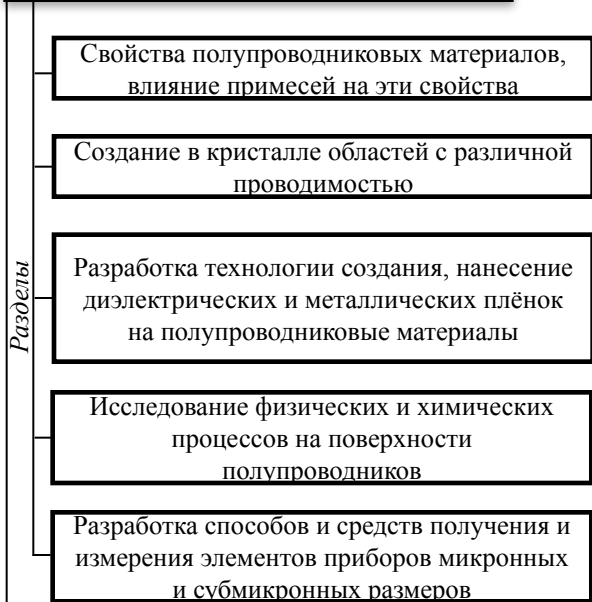 Разделы
Свойства полупроводниковых материалов,
влияние примесей на эти свойства
Создание в кристалле областей с различной
проводимостью
Разработка технологии создания, нанесение
диэлектрических и металлических плёнок
на полупроводниковые материалы
Исследование физических и химических
процессов на поверхности
полупроводников
Разработка способов и средств получения и
измерения элементов приборов микронных
и субмикронных размеров